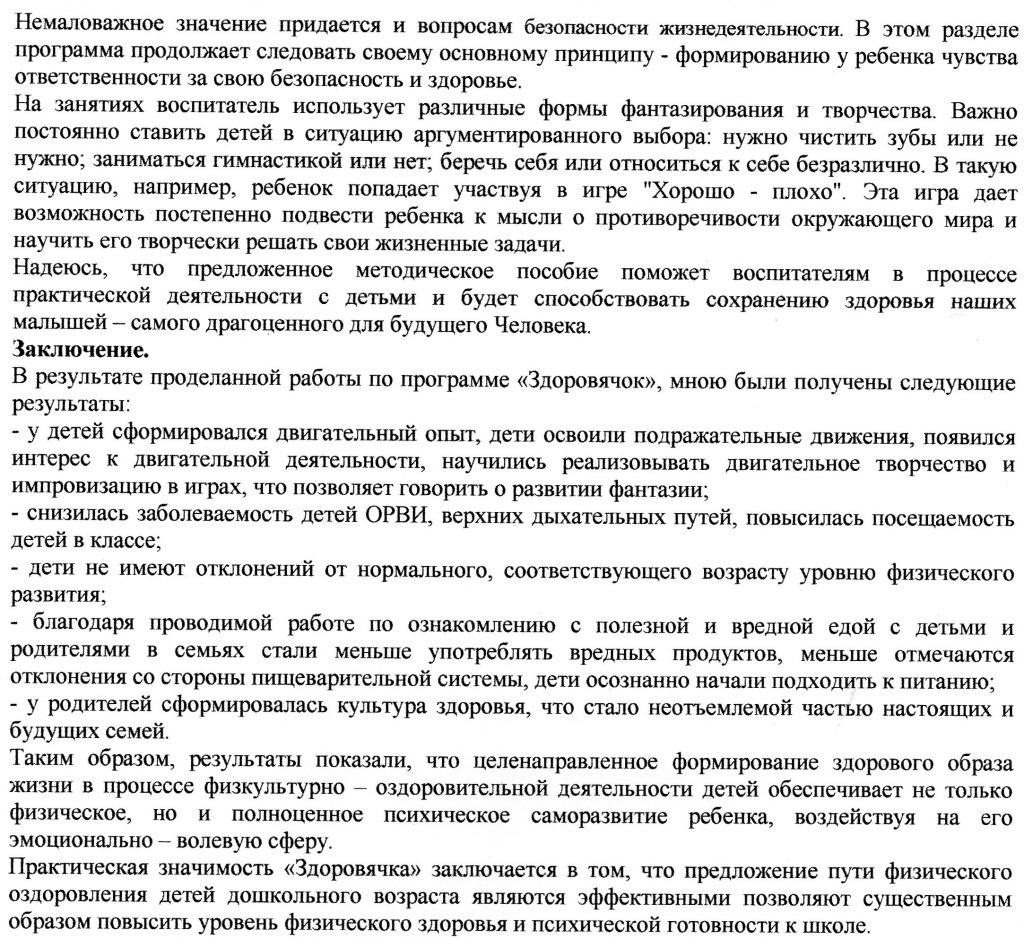 Немаловажное значение придается и вопросам безопасности жизнедеятельности. В этом разделе
программа продолжает следовать своему основному принципу - формированию у ребенка чувства
ответственности за свою безопасность и здоровье.
На занятиях воспитатель использует различные формы фантазирования и творчества. Важно
постоянно ставить детей в ситуацию аргументированного выбора: нужно чистить зубы или не
нужно; заниматься гимнастикой или нет; беречь себя или относиться к себе безразлично. В такую
ситуацию, например, ребенок попадает участвуя в игре "Хорошо - плохо". Эта игра дает
возможность постепенно подвести ребенка к мысли о противоречивости окружающего мира и
научить его творчески решать свои жизненные задачи.
Надеюсь, что предложенное методическое пособие поможет воспитателям в процессе
практической деятельности с детьми и будет способствовать сохранению здоровья наших
малышей – самого драгоценного для будущего Человека.
Заключение.
В результате проделанной работы по программе «Здоровячок», мною были получены следующие
результаты:
- у детей сформировался двигательный опыт, дети освоили подражательные движения, появился
интерес к двигательной деятельности, научились реализовывать двигательное творчество и
импровизацию в играх, что позволяет говорить о развитии фантазии;
- снизилась заболеваемость детей ОРВИ, верхних дыхательных путей, повысилась посещаемость
детей в классе;
- дети не имеют отклонений от нормального, соответствующего возрасту уровню физического
развития;
- благодаря проводимой работе по ознакомлению с полезной и вредной едой с детьми и
родителями в семьях стали меньше употреблять вредных продуктов, меньше отмечаются
отклонения со стороны пищеварительной системы, дети осознанно начали подходить к питанию;
- у родителей сформировалась культура здоровья, что стало неотъемлемой частью настоящих и
будущих семей.
Таким образом, результаты показали, что целенаправленное формирование здорового образа
жизни в процессе физкультурно – оздоровительной деятельности детей обеспечивает не только
физическое, но и полноценное психическое саморазвитие ребенка, воздействуя на его
эмоционально – волевую сферу.
Практическая значимость «Здоровячка» заключается в том, что предложение пути физического
оздоровления детей дошкольного возраста являются эффективными позволяют существенным
образом повысить уровень физического здоровья и психической готовности к школе.